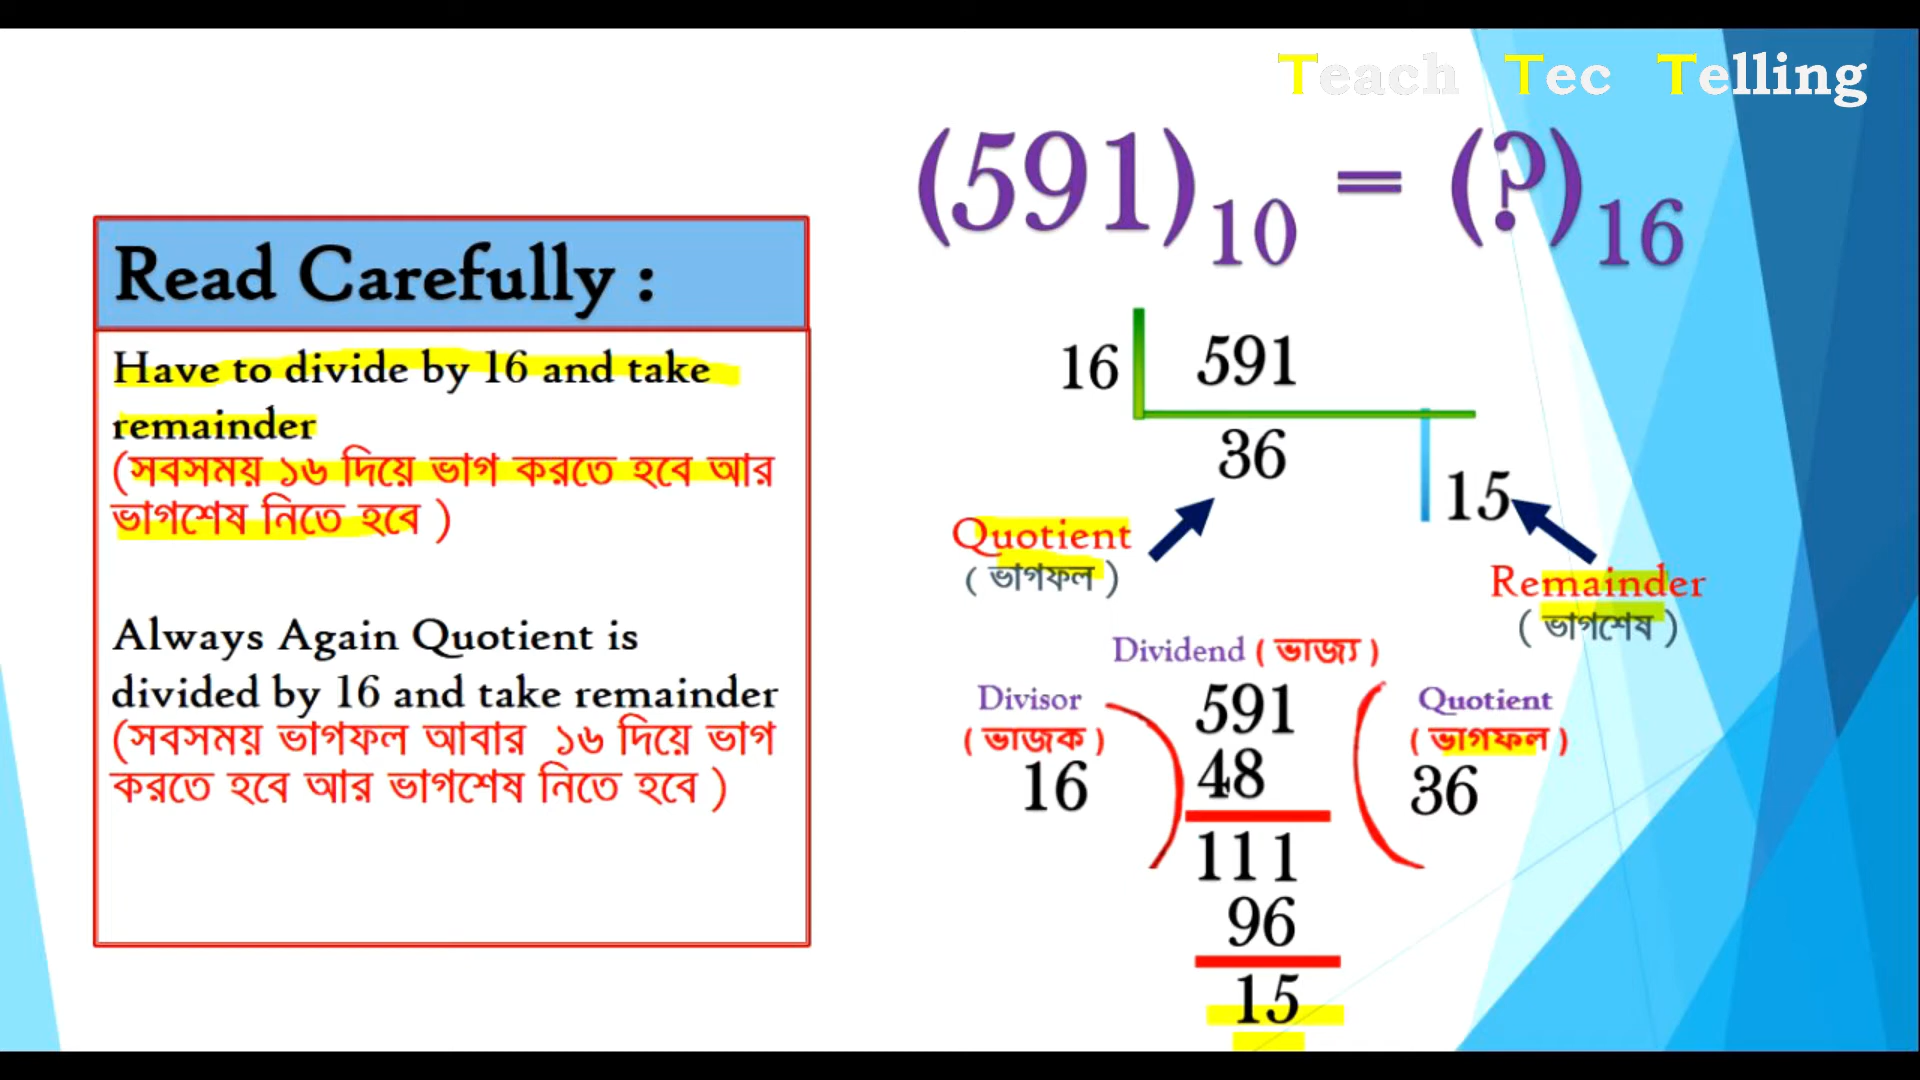 Teach Tec Telling
(591)10 = (?)16
Read Carefully :
Have to divide by 16 and take
remainder
(সবসময় ১৬ দিয়ে ভাগ করতে হবে আর
ভাগশেষ নিতে হবে )
Always Again Quotient is
divided by 16 and take remainder
(সবসময় ভাগফল আবার ১৬ দিয়ে ভাগ
করতে হবে আর ভাগশেষ নিতে হবে )
16 591
36
15
Quotient
( ভাগফল )
Remainder
( ভাগশেষ )
Dividend ( ভাজ্য )
Divisor
( ভাজক )
16
591
48
111
96
15
Quotient
( ভাগফল )
36